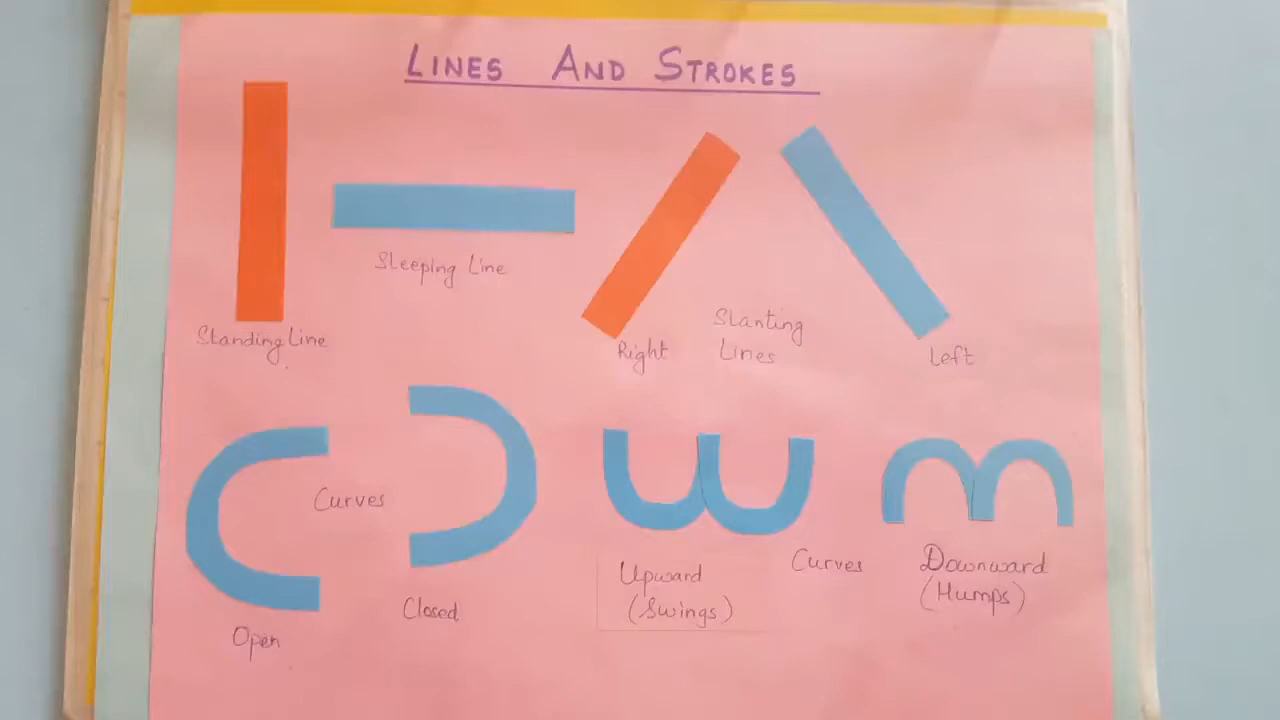 LINES AND STROKES
Standing Line
Sleeping Line
Right
Slanting
Lines
Left
Open
Curves
Closed
Upward
(Swings)
Curves
Downward
(Humps)